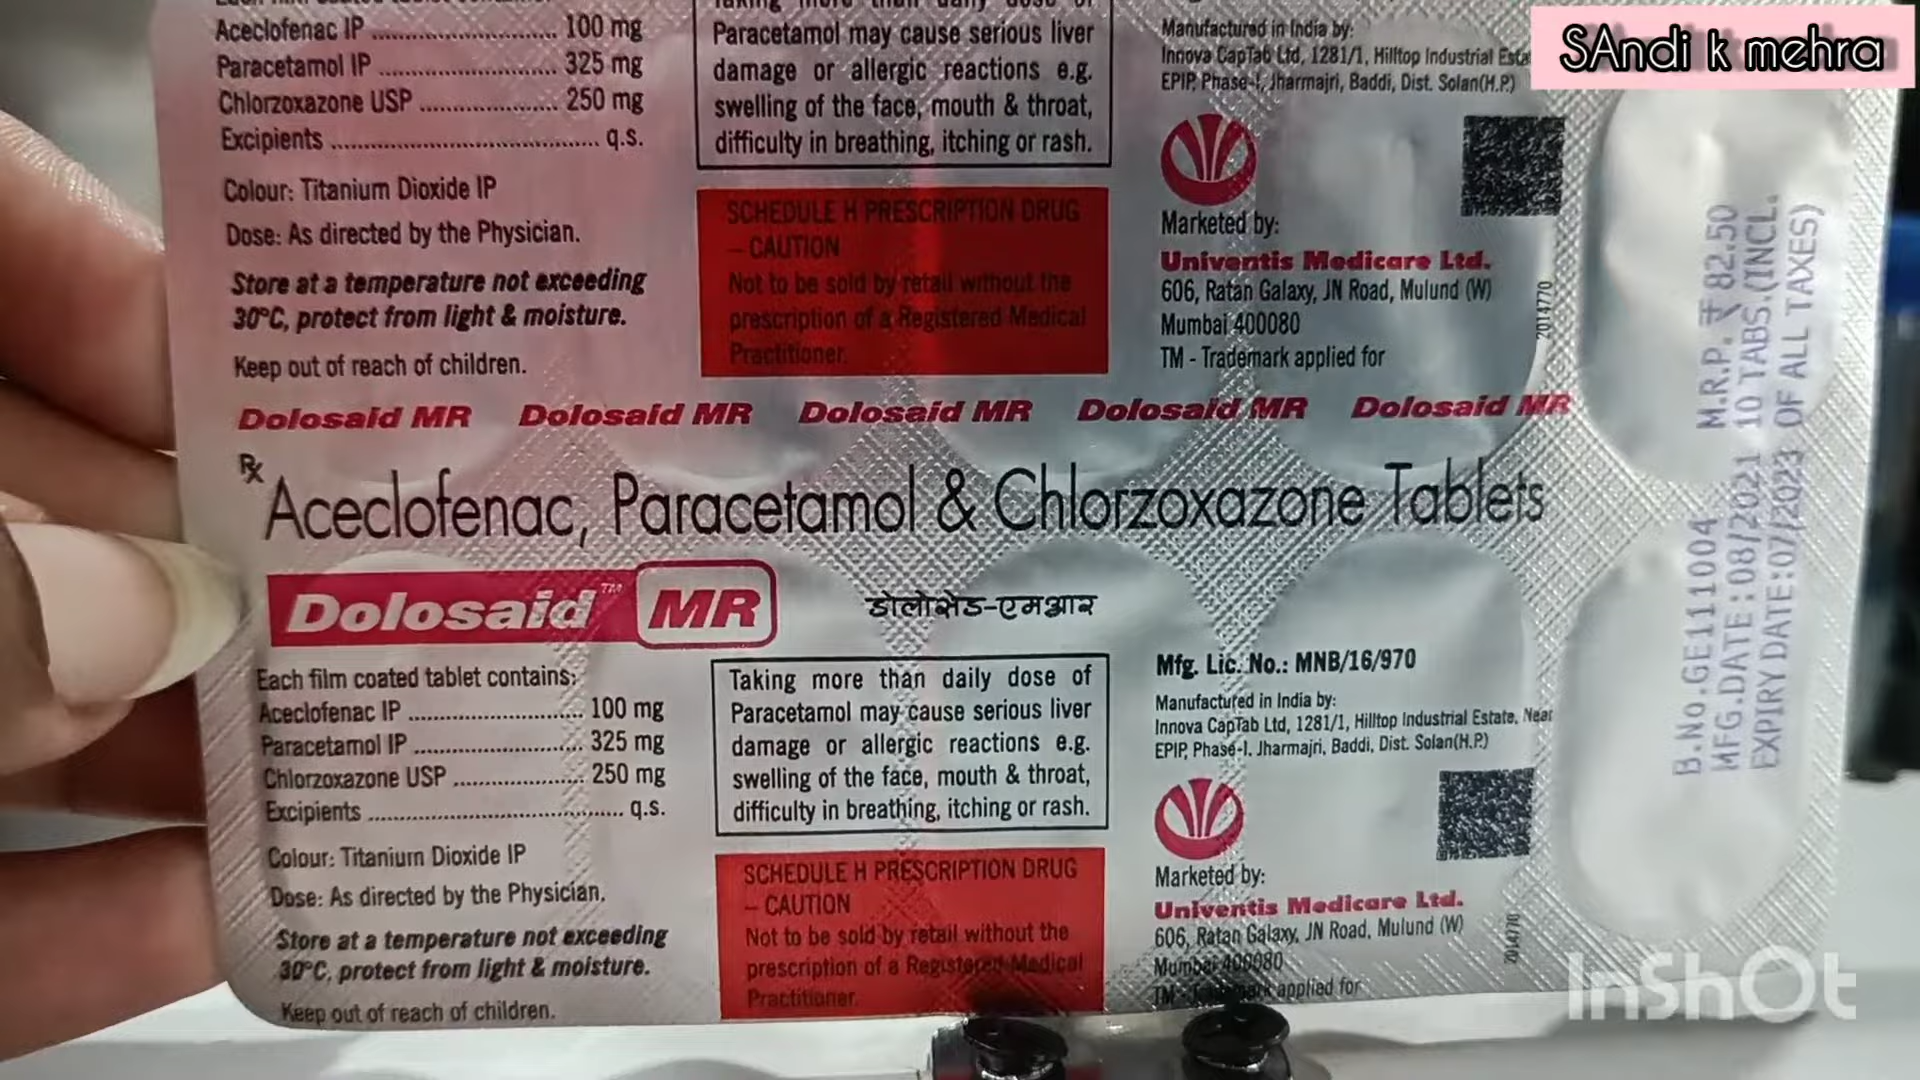 SAndi k mehra
Aceclofenac IP ............................ 100 mg
Paracetamol IP ........................... 325 mg
Chlorzoxazone USP ..................... 250 mg
Excipients ....................................... q.s.
Colour: Titanium Dioxide IP
Dose: As directed by the Physician.
Store at a temperature not exceeding
30°C, protect from light & moisture.
Keep out of reach of children.
Taking more than daily dose of
Paracetamol may cause serious liver
damage or allergic reactions e.g.
swelling of the face, mouth & throat,
difficulty in breathing, itching or rash.
SCHEDULE H PRESCRIPTION DRUG
– CAUTION
Not to be sold by retail without the
prescription of a Registered Medical
Practitioner.
Manufactured in India by:
Innova CapTab Ltd, 1281/1, Hilltop Industrial
EPIP, Phase-I, Jharmajri, Baddi, Dist. Solan(H.P.)
Marketed by:
Univentis Medicare Ltd.
606, Ratan Galaxy, JN Road, Mulund (W)
Mumbai 400080
TM - Trademark applied for
2014770
Dolosaid MR Dolosaid MR Dolosaid MR Dolosaid MR Dolosaid MR
Rx
Aceclofenac, Paracetamol & Chlorzoxazone Tablets
Dolosaid™ MR
डोलोसेड-एमआर
Each film coated tablet contains:
Aceclofenac IP ............................ 100 mg
Paracetamol IP ........................... 325 mg
Chlorzoxazone USP ..................... 250 mg
Excipients ....................................... q.s.
Colour: Titanium Dioxide IP
Dose: As directed by the Physician.
Store at a temperature not exceeding
30°C, protect from light & moisture.
Keep out of reach of children.
Taking more than daily dose of
Paracetamol may cause serious liver
damage or allergic reactions e.g.
swelling of the face, mouth & throat,
difficulty in breathing, itching or rash.
SCHEDULE H PRESCRIPTION DRUG
– CAUTION
Not to be sold by retail without the
prescription of a Registered Medical
Practitioner.
Mfg. Lic. No.: MNB/16/970
Manufactured in India by:
Innova CapTab Ltd, 1281/1, Hilltop Industrial Estate, Near
EPIP, Phase-I, Jharmajri, Baddi, Dist. Solan(H.P.)
Marketed by:
Univentis Medicare Ltd.
606, Ratan Galaxy, JN Road, Mulund (W)
Mumbai 400080
TM - Trademark applied for
2014770
B.No.GE111004 M.R.P. ₹ 82.50
MFG.DATE:08/2021 10 TABS.(INCL.
EXPIRY DATE:07/2023 OF ALL TAXES)
InShOt